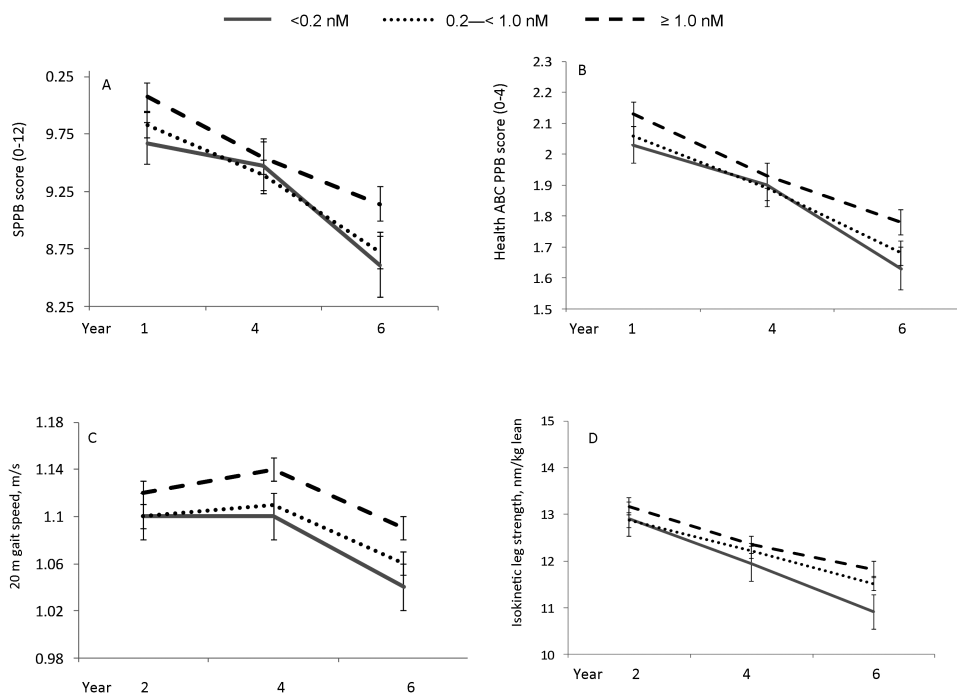 <0.2 nM 0.2—< 1.0 nM ≥ 1.0 nM
A
SPPB score (0-12)
0.25
9.75
9.25
8.75
8.25
Year 1 4 6
B
Health ABC PPB score (0-4)
2.3
2.2
2.1
2.0
1.9
1.8
1.7
1.6
1.5
Year 1 4 6
C
20 m gait speed, m/s
1.18
1.14
1.1
1.06
1.02
0.98
Year 2 4 6
D
Isokinetic leg strength, nm/kg lean
15
14
13
12
11
10
Year 2 4 6